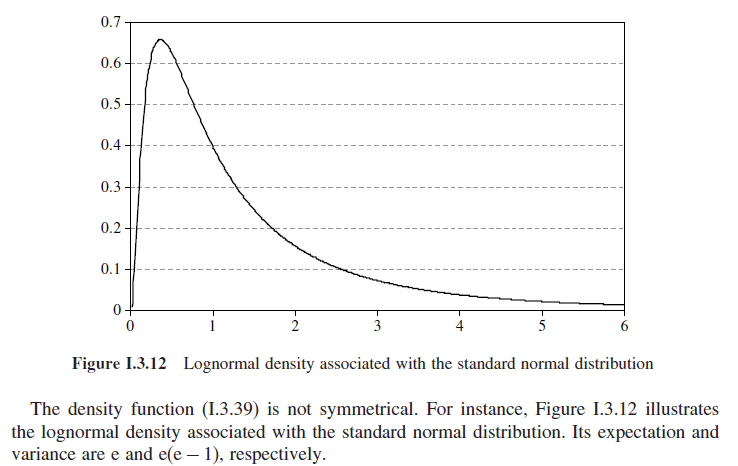 0.7
0.6
0.5
0.4
0.3
0.2
0.1
0
0 1 2 3 4 5 6
Figure I.3.12 Lognormal density associated with the standard normal distribution
The density function (I.3.39) is not symmetrical. For instance, Figure I.3.12 illustrates
the lognormal density associated with the standard normal distribution. Its expectation and
variance are e and e(e – 1), respectively.